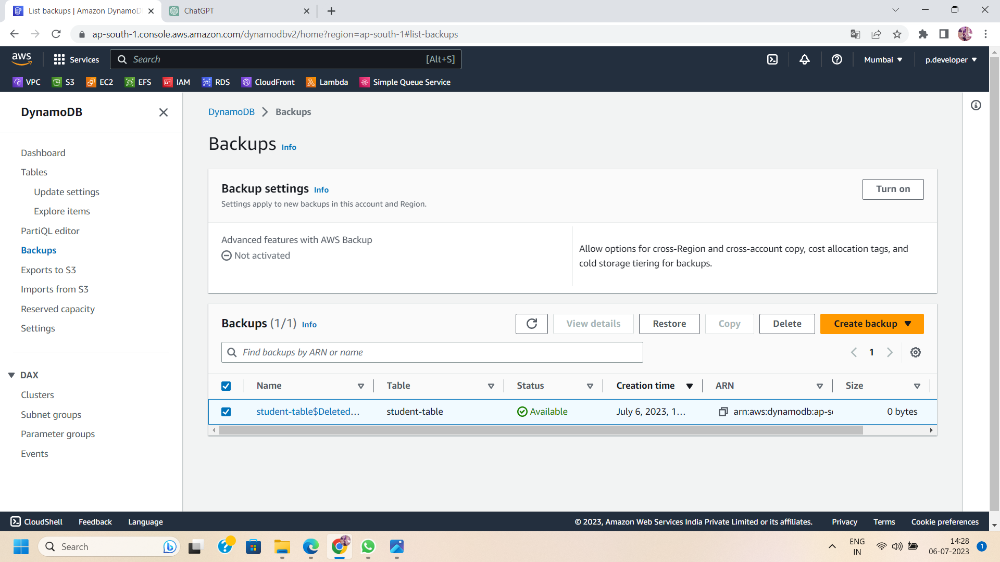 List backups | Amazon DynamoD
ChatGPT
ap-south-1.console.aws.amazon.com/dynamodbv2/home?region=ap-south-1#list-backups
aws
Services
Search
[Alt+S]
Mumbai
p.developer
VPC
S3
EC2
EFS
IAM
RDS
CloudFront
Lambda
Simple Queue Service
DynamoDB
Dashboard
Tables
Update settings
Explore items
PartiQL editor
Backups
Exports to S3
Imports from S3
Reserved capacity
Settings
DAX
Clusters
Subnet groups
Parameter groups
Events
DynamoDB
Backups
Backups Info
Backup settings Info
Settings apply to new backups in this account and Region.
Turn on
Advanced features with AWS Backup
Not activated
Allow options for cross-Region and cross-account copy, cost allocation tags, and
cold storage tiering for backups.
Backups (1/1) Info
View details
Restore
Copy
Delete
Create backup
Find backups by ARN or name
1
Name
Table
Status
Creation time
ARN
Size
student-table$Deleted...
student-table
Available
July 6, 2023, 1...
arn:aws:dynamodb:ap-s
0 bytes
CloudShell
Feedback
Language
© 2023, Amazon Web Services India Private Limited or its affiliates.
Privacy
Terms
Cookie preferences
Search
ENG
IN
14:28
06-07-2023
1